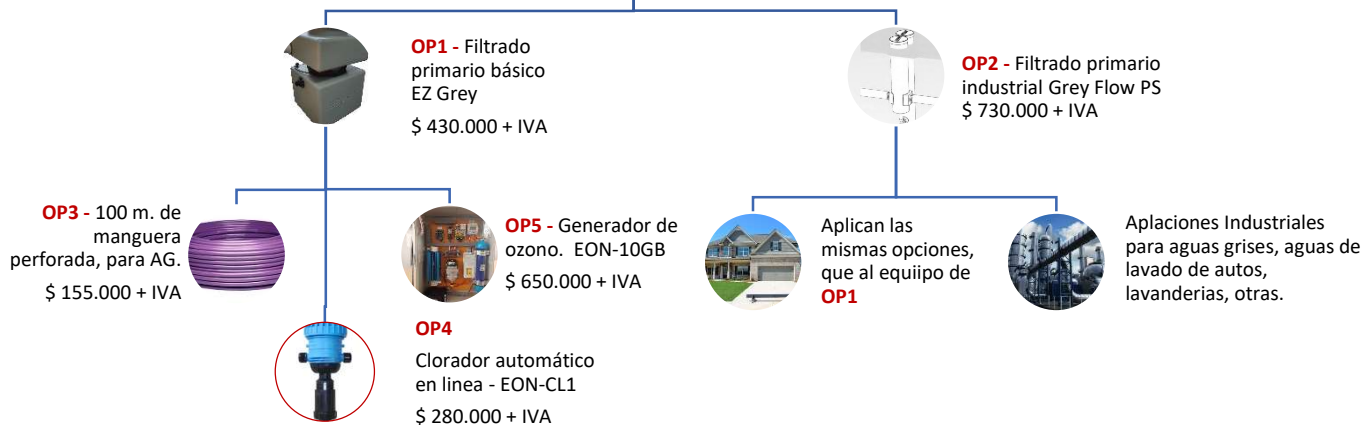 OP1 - Filtrado
primario básico
EZ Grey
$ 430.000 + IVA
OP2 - Filtrado primario
industrial Grey Flow PS
$ 730.000 + IVA
OP3 - 100 m. de
manguera
perforada, para AG.
$ 155.000 + IVA
OP5 - Generador de
ozono. EON-10GB
$ 650.000 + IVA
Aplican las
mismas opciones,
que al equiipo de
OP1
Aplaciones Industriales
para aguas grises, aguas de
lavado de autos,
lavanderias, otras.
OP4
Clorador automático
en linea - EON-CL1
$ 280.000 + IVA